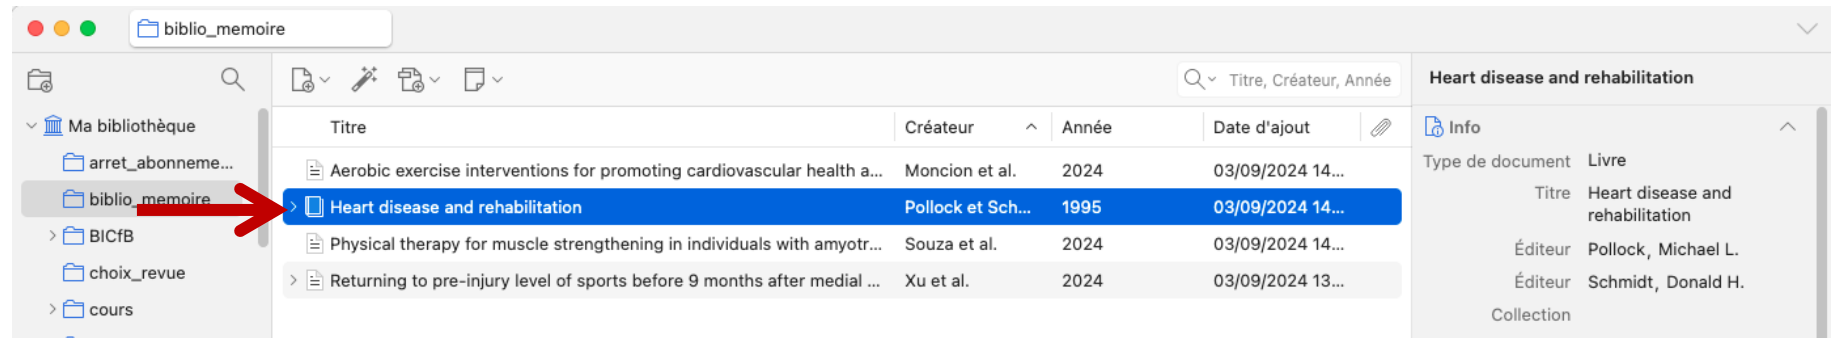 biblio_memoire
Titre, Créateur, Année
Heart disease and rehabilitation
Ma bibliothèque
arret_abonneme...
biblio_memoire
BICfB
choix_revue
cours
Titre Créateur Année Date d'ajout
Aerobic exercise interventions for promoting cardiovascular health a... Moncion et al. 2024 03/09/2024 14...
Heart disease and rehabilitation Pollock et Sch... 1995 03/09/2024 14...
Physical therapy for muscle strengthening in individuals with amyotr... Souza et al. 2024 03/09/2024 14...
Returning to pre-injury level of sports before 9 months after medial ... Xu et al. 2024 03/09/2024 13...
Info
Type de document Livre
Titre Heart disease and
rehabilitation
Éditeur Pollock, Michael L.
Éditeur Schmidt, Donald H.
Collection